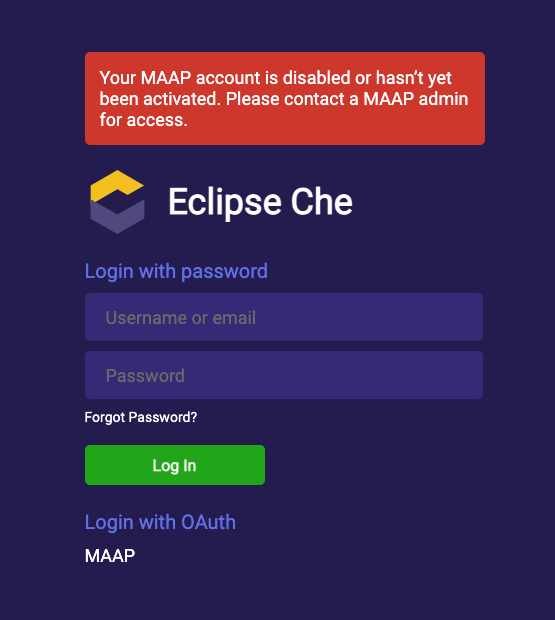 Your MAAP account is disabled or hasn’t yet
been activated. Please contact a MAAP admin
for access.
Eclipse Che
Login with password
Username or email
Password
Forgot Password?
Log In
Login with OAuth
MAAP